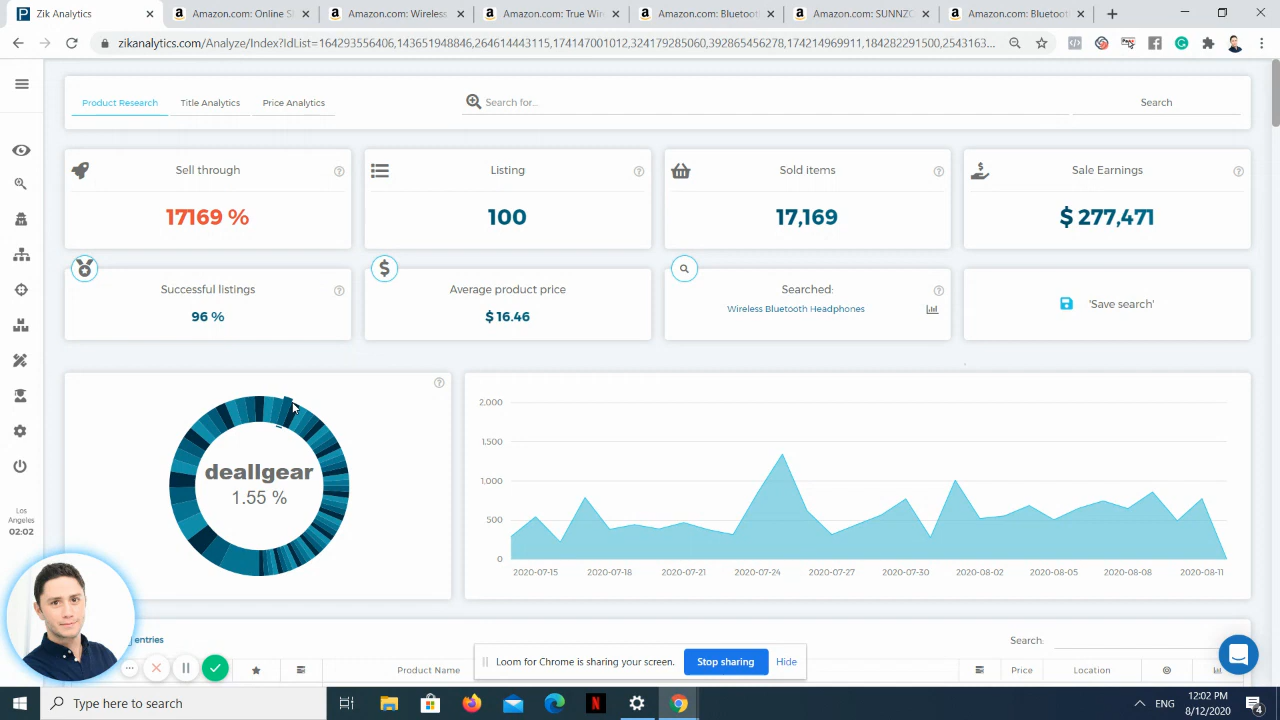 Zik Analytics
Amazon.com: Online S
Amazon.com: Wireless
Amazon.com: True Wir
Amazon.com: Bluetoot
Amazon.com: SUNNZO
Amazon.com: Bluetoot
zikanalytics.com/Analyze/Index?IdList=164293556406,143651948946,264614443115,174147001012,324179285060,392865456278,174214969911,184282291500,2543163...
Product Research
Title Analytics
Price Analytics
Search for...
Search
Sell through
17169 %
Listing
100
Sold items
17,169
Sale Earnings
$ 277,471
Successful listings
96 %
Average product price
$ 16.46
Searched:
Wireless Bluetooth Headphones
'Save search'
deallgear
1.55 %
2,000
1,500
1,000
500
0
2020-07-15
2020-07-18
2020-07-21
2020-07-24
2020-07-27
2020-07-30
2020-08-02
2020-08-05
2020-08-08
2020-08-11
Los
Angeles
02:02
entries
Search:
Product Name
Price
Location
Loom for Chrome is sharing your screen.
Stop sharing
Hide
Type here to search
ENG
12:02 PM
8/12/2020
4